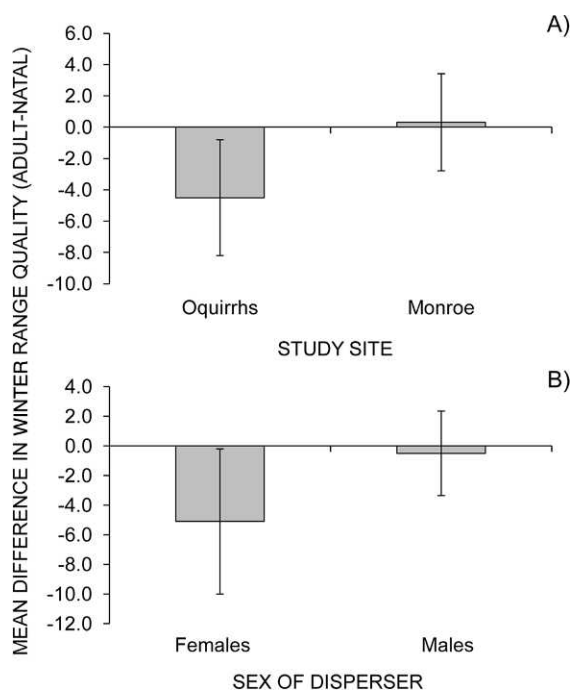 A)
6.0
4.0
2.0
0.0
-2.0
-4.0
-6.0
-8.0
-10.0
Oquirrhs Monroe
STUDY SITE
MEAN DIFFERENCE IN WINTER RANGE QUALITY (ADULT-NATAL)
B)
4.0
2.0
0.0
-2.0
-4.0
-6.0
-8.0
-10.0
-12.0
Females Males
SEX OF DISPERSER